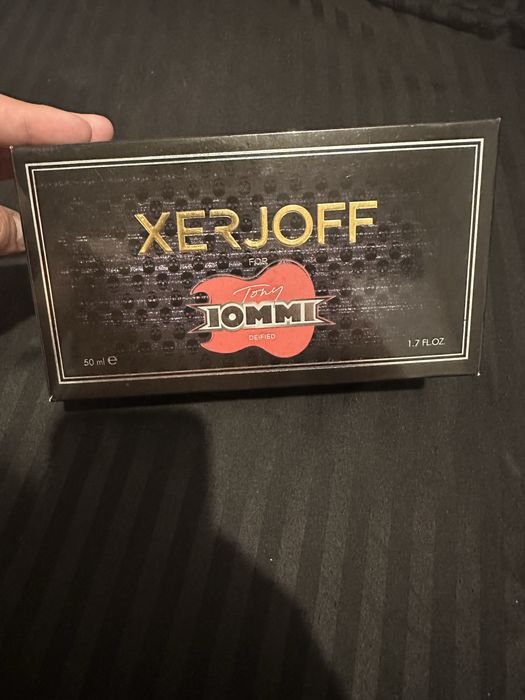 XERJOFF
FOR
Tony
IOMMI
DEIFIED
50 ml e
1.7 FL.OZ.